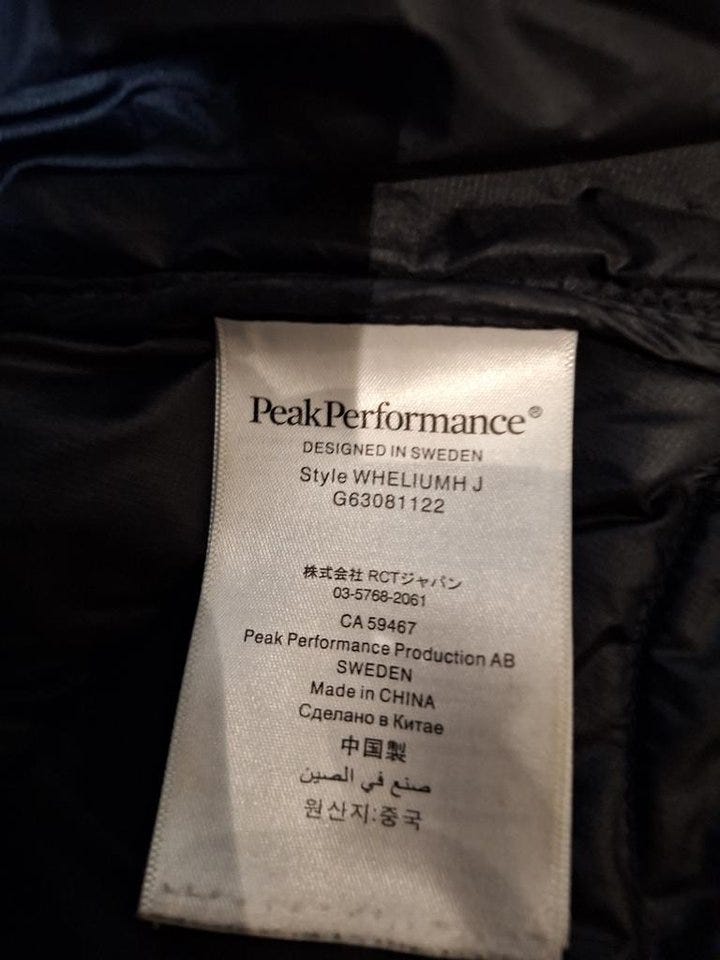 PeakPerformance®
DESIGNED IN SWEDEN
Style WHELIUMH J
G63081122
株式会社 RCTジャパン
03-5768-2061
CA 59467
Peak Performance Production AB
SWEDEN
Made in CHINA
Сделано в Китае
中国製
صنع في الصين
원산지:중국